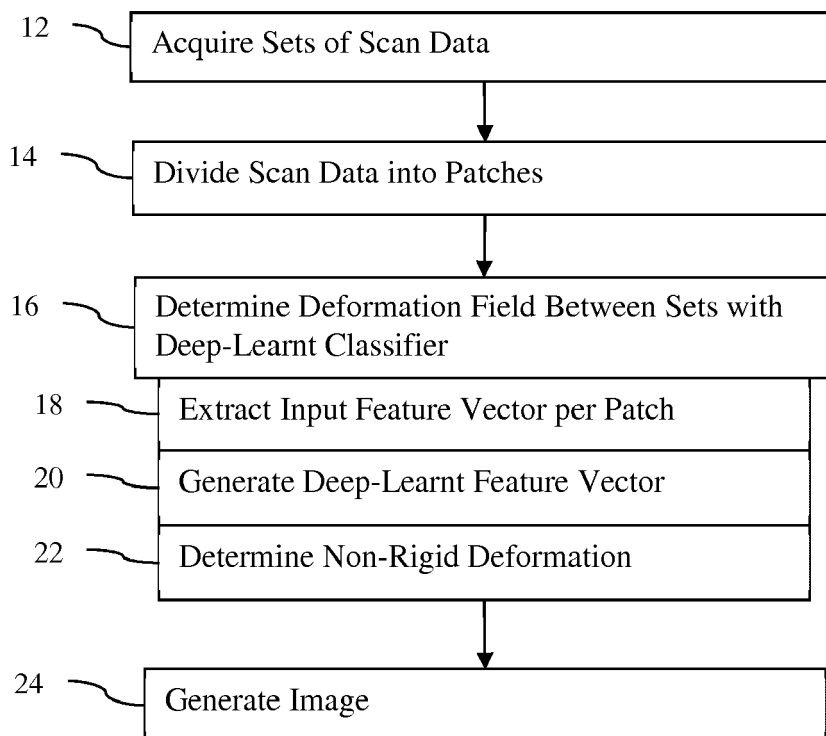 12
Acquire Sets of Scan Data
14
Divide Scan Data into Patches
16
Determine Deformation Field Between Sets with
Deep-Learnt Classifier
18
Extract Input Feature Vector per Patch
20
Generate Deep-Learnt Feature Vector
22
Determine Non-Rigid Deformation
24
Generate Image